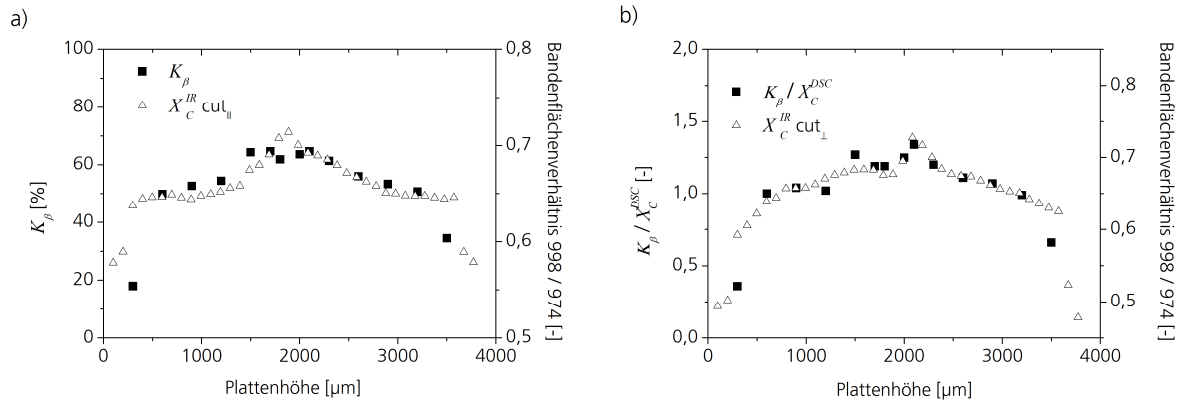 a)
100
80
60
40
20
0
K_β [%]
K_β
X_C^IR cut_||
0,8
0,7
0,6
0,5
Bandenflächenverhältnis 998 / 974 [-]
0 1000 2000 3000 4000
Plattenhöhe [µm]
b)
2,0
1,5
1,0
0,5
0,0
K_β / X_C^DSC [-]
K_β / X_C^DSC
X_C^IR cut_⊥
0,8
0,7
0,6
0,5
Bandenflächenverhältnis 998 / 974 [-]
0 1000 2000 3000 4000
Plattenhöhe [µm]